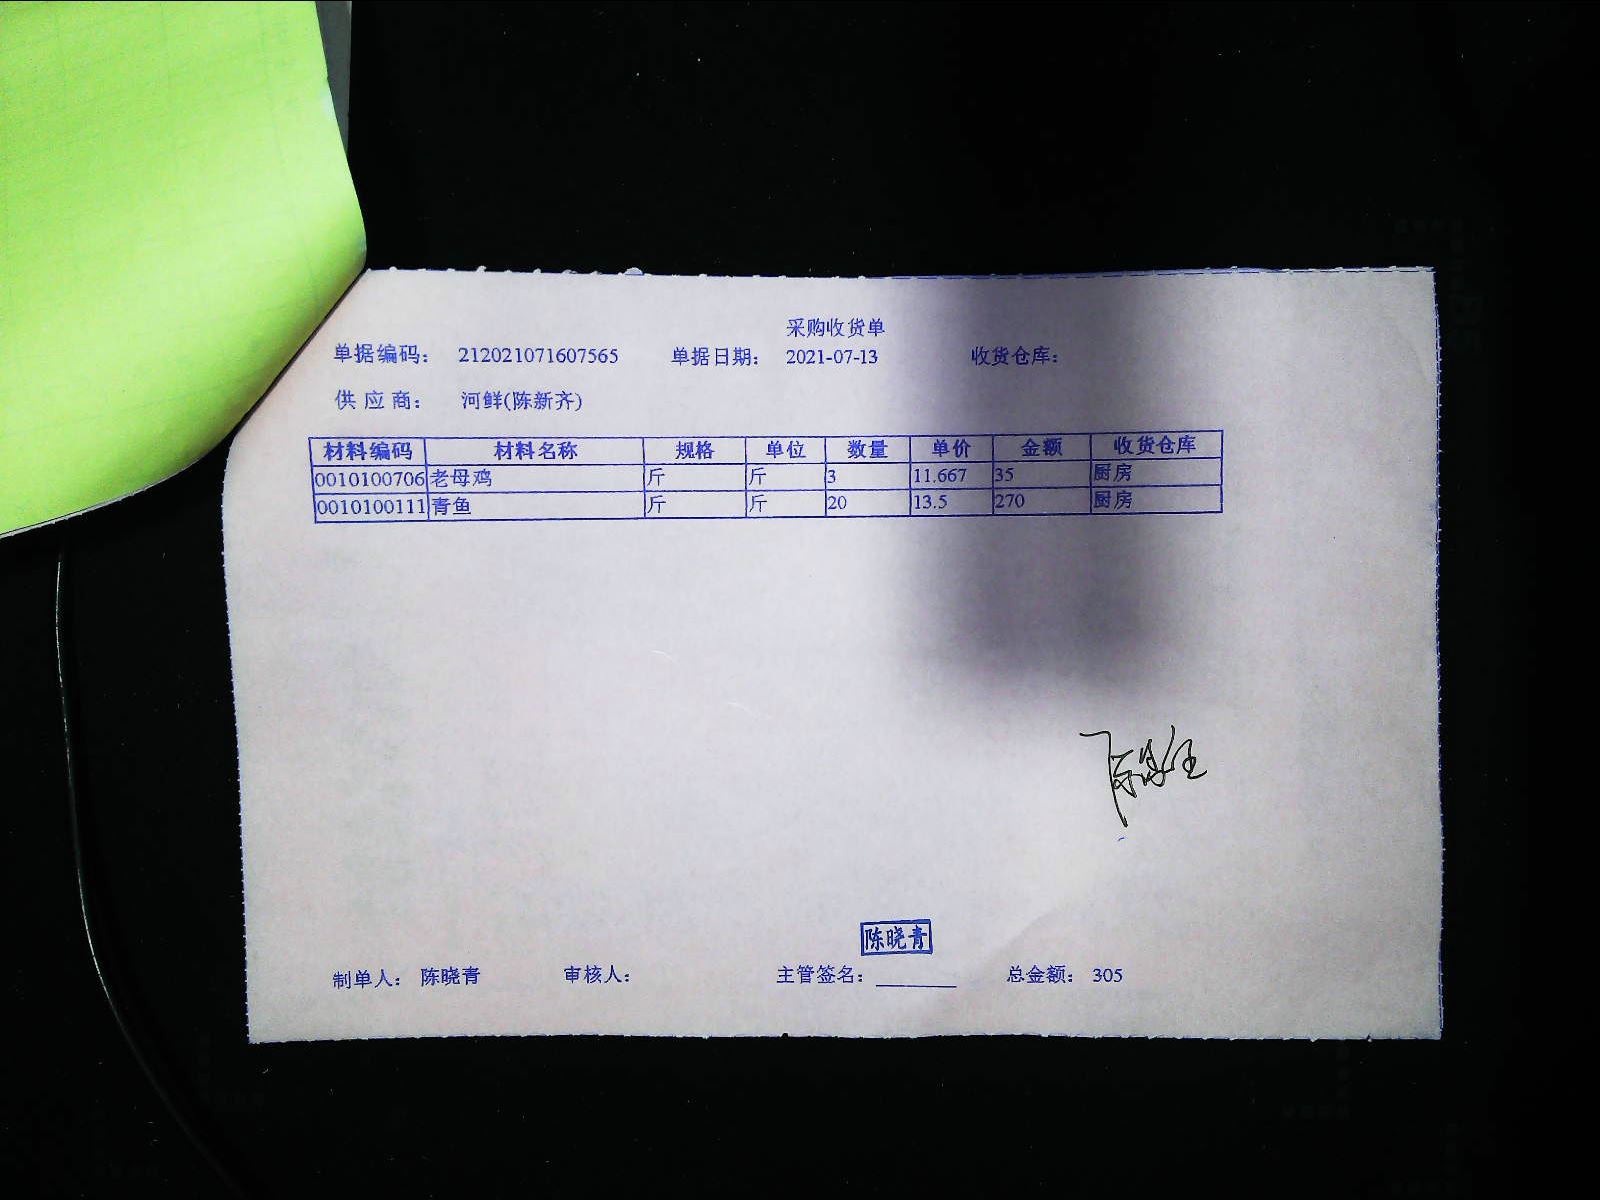 采购收货单
单据编码： 212021071607565 单据日期： 2021-07-13 收货仓库：
供应商： 河鲜(陈新齐)
材料编码 材料名称 规格 单位 数量 单价 金额 收货仓库
0010100706 老母鸡 斤 斤 3 11.667 35 厨房
0010100111 青鱼 斤 斤 20 13.5 270 厨房
陈晓青
制单人： 陈晓青 审核人： 主管签名： 总金额： 305